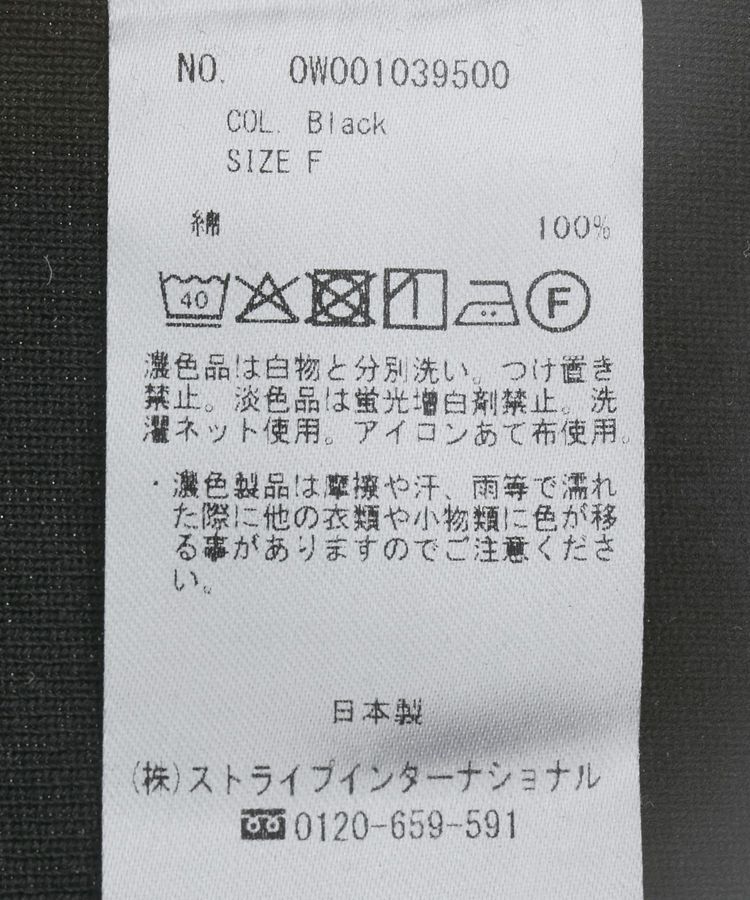 NO. 0W001039500
COL. Black
SIZE F
綿 100%
40 F
濃色品は白物と分別洗い。つけ置き
禁止。淡色品は蛍光増白剤禁止。洗
濯ネット使用。アイロンあて布使用。
・濃色製品は摩擦や汗、雨等で濡れ
た際に他の衣類や小物類に色が移
る事がありますのでご注意くださ
い。
日本製
(株)ストライプインターナショナル
0120-659-591